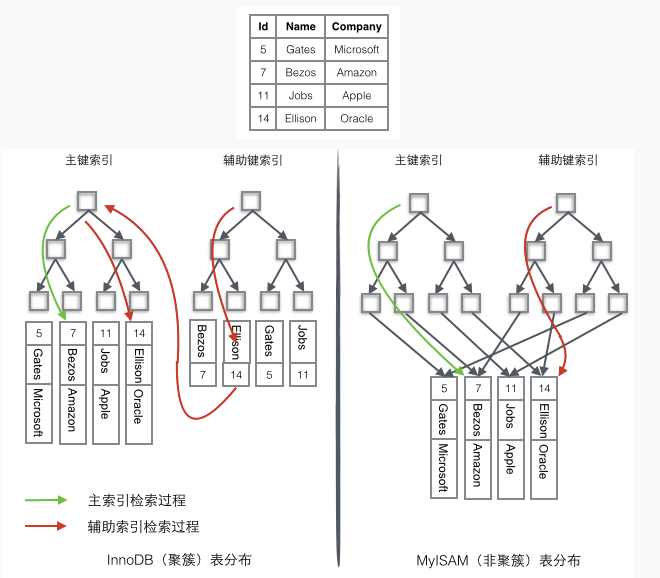 Id Name Company
5 Gates Microsoft
7 Bezos Amazon
11 Jobs Apple
14 Ellison Oracle
主键索引
辅助键索引
5 Gates Microsoft
7 Bezos Amazon
11 Jobs Apple
14 Ellison Oracle
Bezos 7
Ellison 14
Gates 5
Jobs 11
主索引检索过程
辅助索引检索过程
InnoDB（聚簇）表分布
主键索引
辅助键索引
5 Gates Microsoft
7 Bezos Amazon
11 Jobs Apple
14 Ellison Oracle
MyISAM（非聚簇）表分布